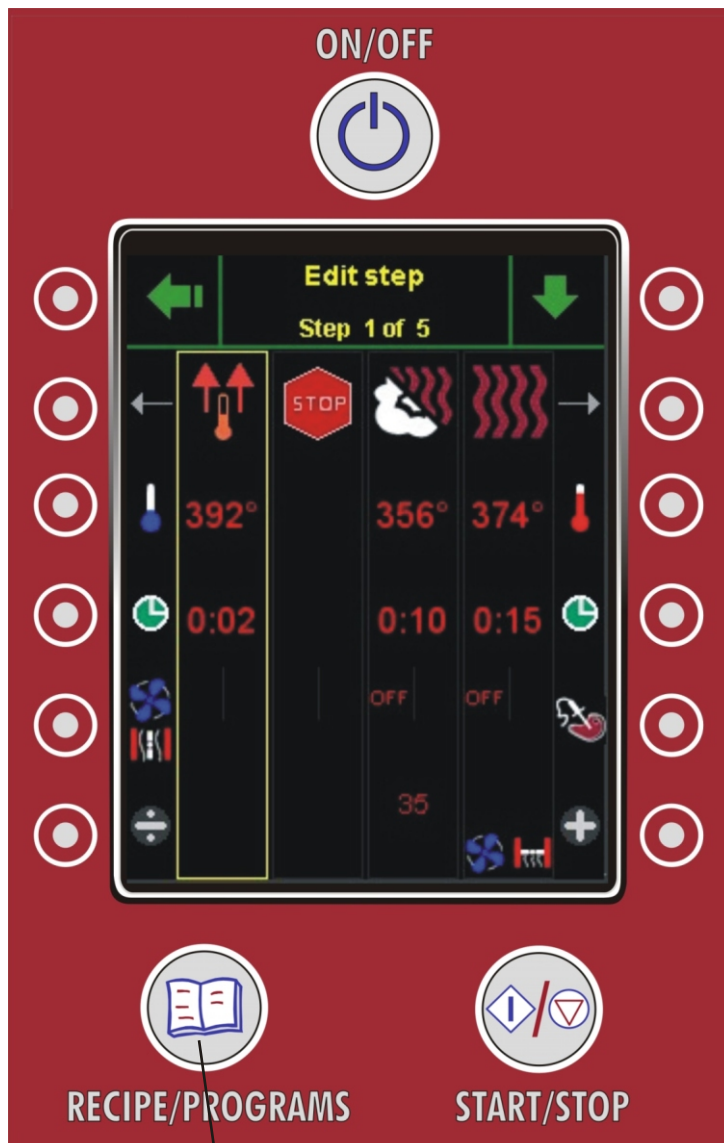 ON/OFF
Edit step
Step 1 of 5
STOP
392° 356° 374°
0:02 0:10 0:15
OFF OFF
35
RECIPE/PROGRAMS START/STOP